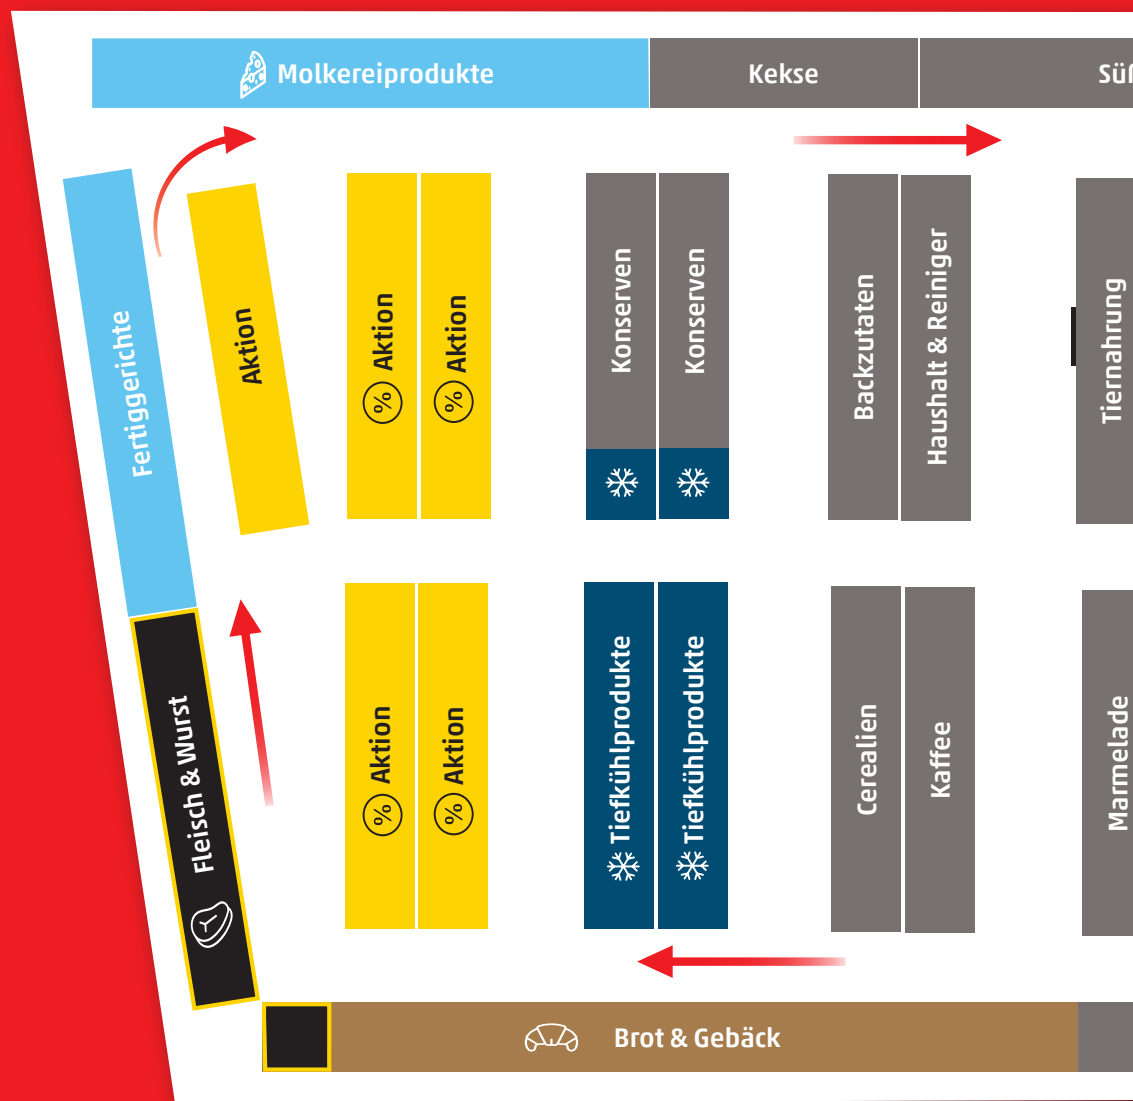 Molkereiprodukte
Kekse
Fertiggerichte
Aktion
% Aktion
% Aktion
Konserven
Konserven
Backzutaten
Haushalt & Reiniger
Tiernahrung
Fleisch & Wurst
% Aktion
% Aktion
Tiefkühlprodukte
Tiefkühlprodukte
Cerealien
Kaffee
Marmelade
Brot & Gebäck